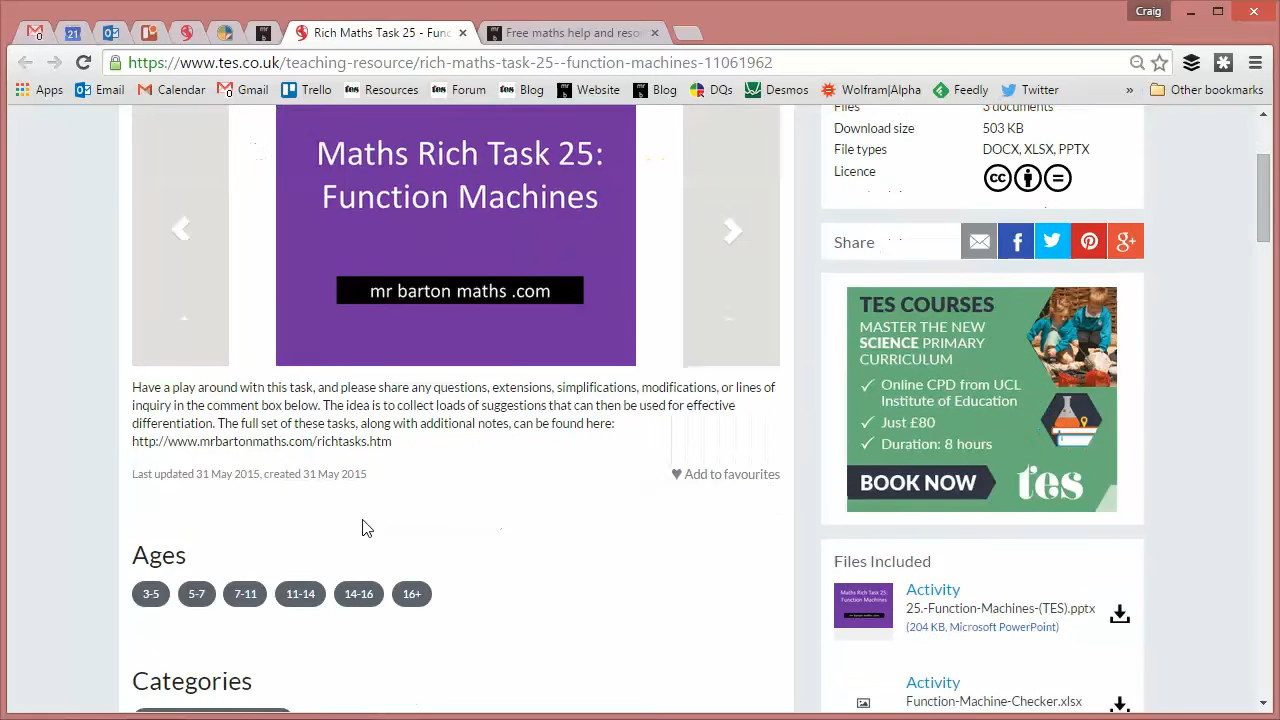 Craig
Rich Maths Task 25 - Func
Free maths help and reso
https://www.tes.co.uk/teaching-resource/rich-maths-task-25--function-machines-11061962
Apps Email Calendar Gmail Trello Resources Forum Blog Website Blog DQs Desmos Wolfram|Alpha Feedly Twitter » Other bookmarks
Maths Rich Task 25:
Function Machines
mr barton maths .com
Have a play around with this task, and please share any questions, extensions, simplifications, modifications, or lines of
inquiry in the comment box below. The idea is to collect loads of suggestions that can then be used for effective
differentiation. The full set of these tasks, along with additional notes, can be found here:
http://www.mrbartonmaths.com/richtasks.htm
Last updated 31 May 2015, created 31 May 2015
Add to favourites
Ages
3-5 5-7 7-11 11-14 14-16 16+
Categories
Files 3 documents
Download size 503 KB
File types DOCX, XLSX, PPTX
Licence
Share
TES COURSES
MASTER THE NEW
SCIENCE PRIMARY
CURRICULUM
Online CPD from UCL
Institute of Education
Just £80
Duration: 8 hours
BOOK NOW
tes
Files Included
Activity
25.-Function-Machines-(TES).pptx
(204 KB, Microsoft PowerPoint)
Activity
Function-Machine-Checker.xlsx